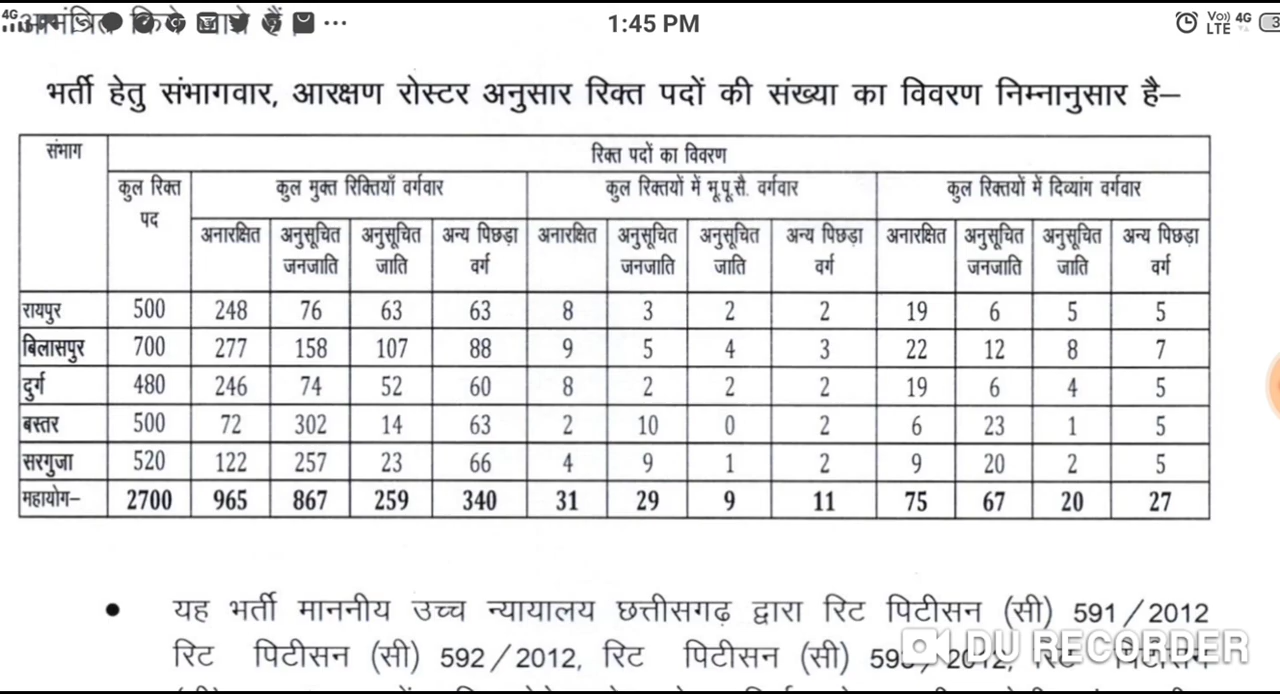 4G 1:45 PM Vo)) LTE 4G 3
भर्ती हेतु संभागवार, आरक्षण रोस्टर अनुसार रिक्त पदों की संख्या का विवरण निम्नानुसार है–
संभाग रिक्त पदों का विवरण
कुल रिक्त पद कुल मुक्त रिक्तियाँ वर्गवार कुल रिक्तयों में भू.पू.सै. वर्गवार कुल रिक्तयों में दिव्यांग वर्गवार
अनारक्षित अनुसूचित जनजाति अनुसूचित जाति अन्य पिछड़ा वर्ग अनारक्षित अनुसूचित जनजाति अनुसूचित जाति अन्य पिछड़ा वर्ग अनारक्षित अनुसूचित जनजाति अनुसूचित जाति अन्य पिछड़ा वर्ग
रायपुर 500 248 76 63 63 8 3 2 2 19 6 5 5
बिलासपुर 700 277 158 107 88 9 5 4 3 22 12 8 7
दुर्ग 480 246 74 52 60 8 2 2 2 19 6 4 5
बस्तर 500 72 302 14 63 2 10 0 2 6 23 1 5
सरगुजा 520 122 257 23 66 4 9 1 2 9 20 2 5
महायोग– 2700 965 867 259 340 31 29 9 11 75 67 20 27
यह भर्ती माननीय उच्च न्यायालय छत्तीसगढ़ द्वारा रिट पिटीसन (सी) 591/2012
रिट पिटीसन (सी) 592/2012, रिट पिटीसन (सी)
DU RECORDER